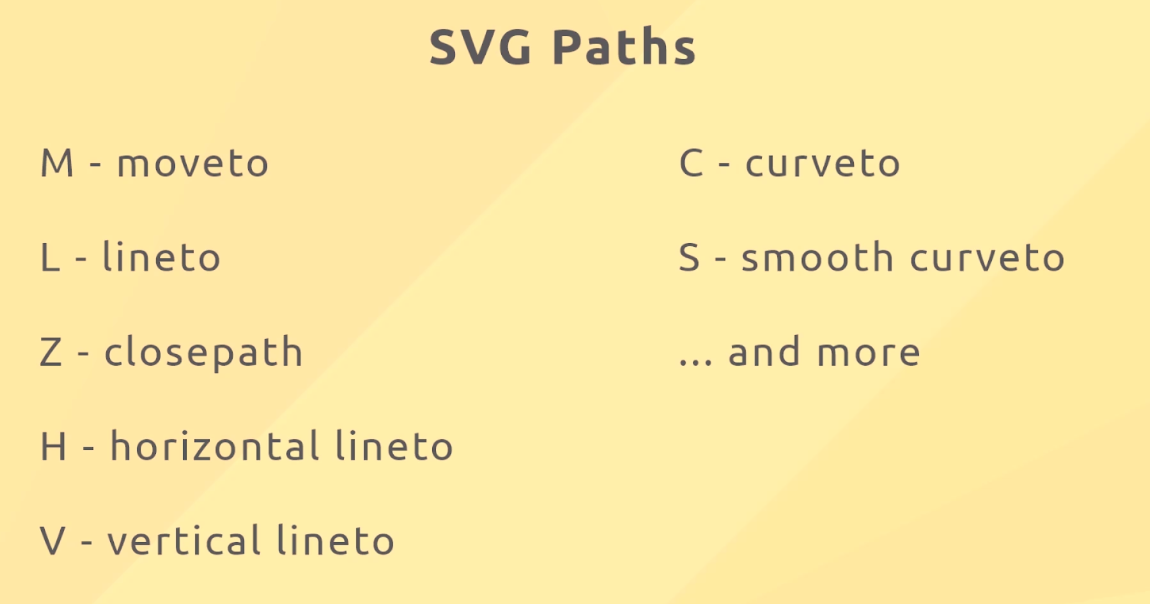 SVG Paths
M - moveto
L - lineto
Z - closepath
H - horizontal lineto
V - vertical lineto
C - curveto
S - smooth curveto
... and more